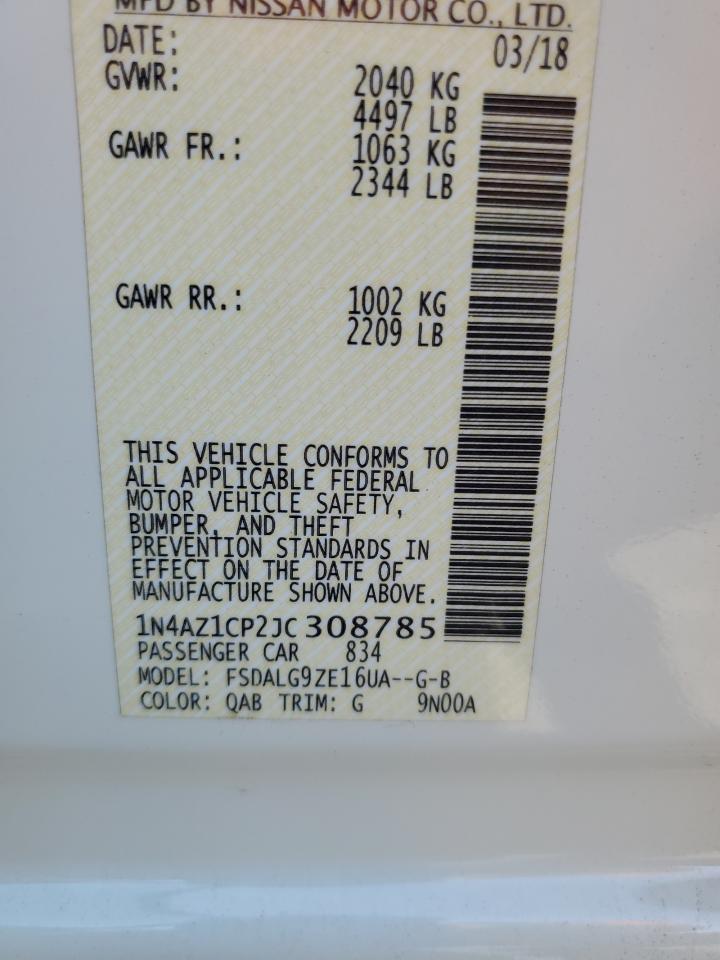 MFD BY NISSAN MOTOR CO., LTD.
DATE: 03/18
GVWR: 2040 KG
4497 LB
GAWR FR.: 1063 KG
2344 LB
GAWR RR.: 1002 KG
2209 LB
THIS VEHICLE CONFORMS TO
ALL APPLICABLE FEDERAL
MOTOR VEHICLE SAFETY,
BUMPER, AND THEFT
PREVENTION STANDARDS IN
EFFECT ON THE DATE OF
MANUFACTURE SHOWN ABOVE.
1N4AZ1CP2JC308785
PASSENGER CAR 834
MODEL: FSDALG9ZE16UA--G-B
COLOR: QAB TRIM: G 9N00A